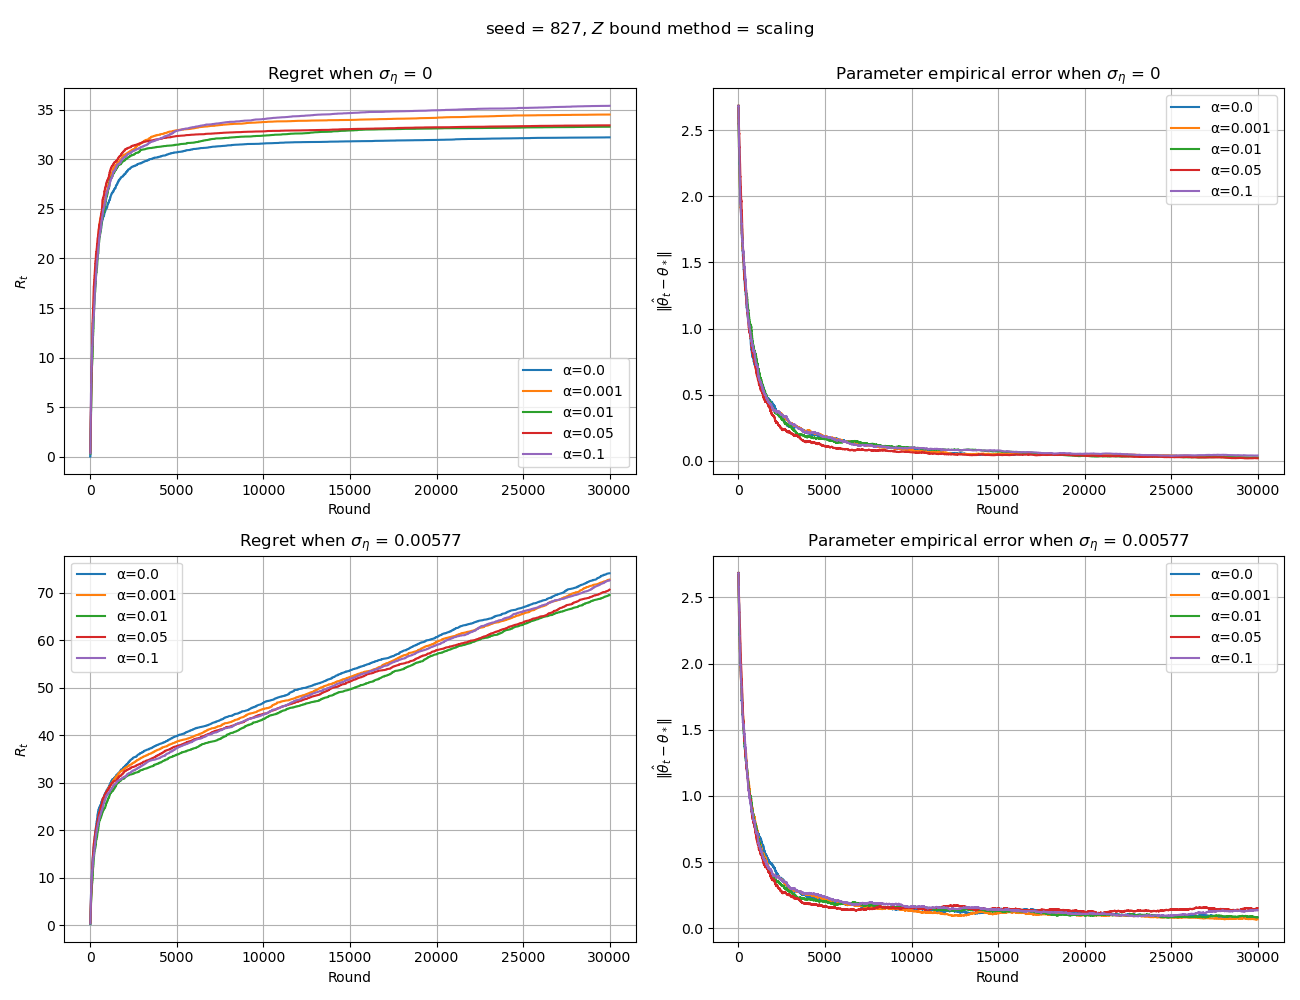 seed = 827, Z bound method = scaling
Regret when σ_η = 0
R_t
35
30
25
20
15
10
5
0
α=0.0
α=0.001
α=0.01
α=0.05
α=0.1
0 5000 10000 15000 20000 25000 30000
Round
Parameter empirical error when σ_η = 0
‖θ̂_t − θ_*‖
2.5
2.0
1.5
1.0
0.5
0.0
α=0.0
α=0.001
α=0.01
α=0.05
α=0.1
0 5000 10000 15000 20000 25000 30000
Round
Regret when σ_η = 0.00577
R_t
70
60
50
40
30
20
10
0
α=0.0
α=0.001
α=0.01
α=0.05
α=0.1
0 5000 10000 15000 20000 25000 30000
Round
Parameter empirical error when σ_η = 0.00577
‖θ̂_t − θ_*‖
2.5
2.0
1.5
1.0
0.5
0.0
α=0.0
α=0.001
α=0.01
α=0.05
α=0.1
0 5000 10000 15000 20000 25000 30000
Round